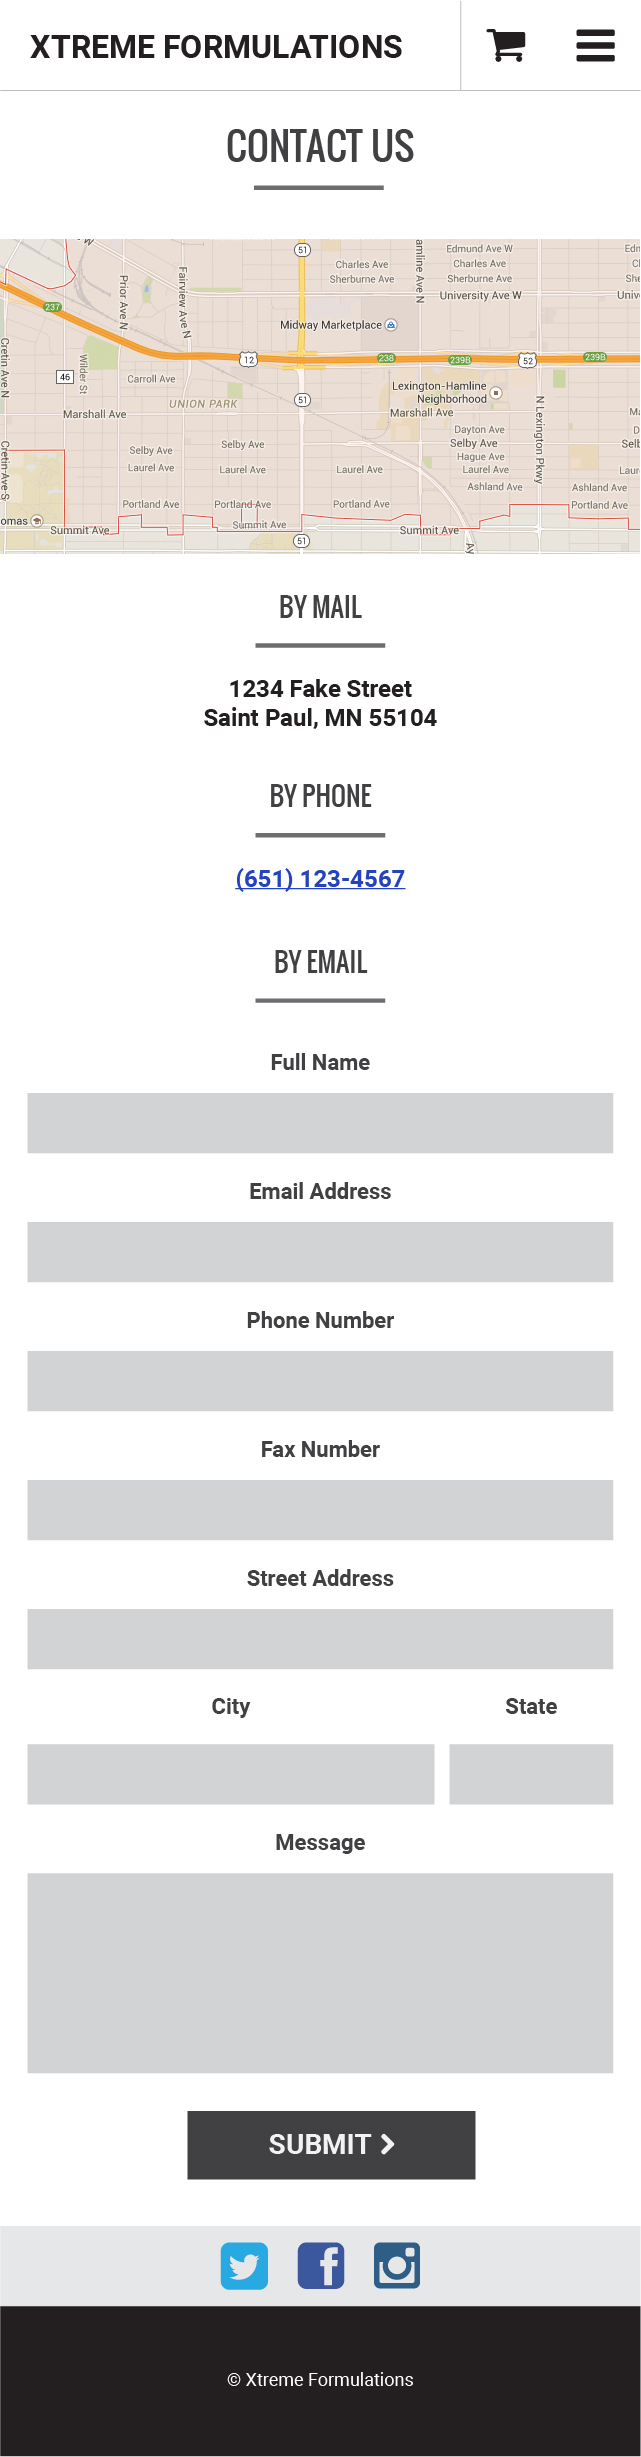 XTREME FORMULATIONS
CONTACT US
51
Edmund Ave W
Charles Ave
Charles Ave
Sherburne Ave
Sherburne Ave
University Ave W
Prior Ave N
Fairview Ave N
237
Midway Marketplace
12
238
239B
52
239B
Cretin Ave N
46
Wilder St
Carroll Ave
Lexington-Hamline
Neighborhood
51
UNION PARK
Marshall Ave
Marshall Ave
N Lexington Pkwy
Dayton Ave
Selby Ave
Selby Ave
Selby Ave
Hague Ave
Laurel Ave
Laurel Ave
Laurel Ave
Laurel Ave
Cretin Ave S
Ashland Ave
Ashland Ave
Portland Ave
Portland Ave
Portland Ave
Portland Ave
omas
Summit Ave
Summit Ave
Summit Ave
51
BY MAIL
1234 Fake Street
Saint Paul, MN 55104
BY PHONE
(651) 123-4567
BY EMAIL
Full Name
Email Address
Phone Number
Fax Number
Street Address
City State
Message
SUBMIT
© Xtreme Formulations